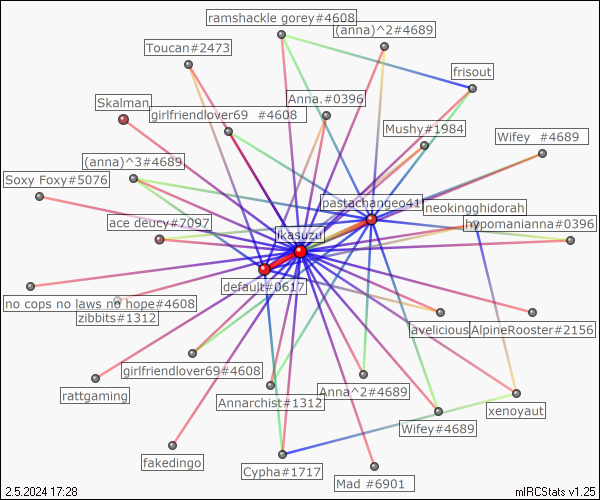 ramshackle gorey#4608
(anna)^2#4689
Toucan#2473
frisout
Skalman
girlfriendlover69 #4608
Anna.#0396
Mushy#1984
Wifey #4689
(anna)^3#4689
Soxy Foxy#5076
pastachangeo41
neokingghidorah
ace deucy#7097
ikasuzu
hypomanianna#0396
default#0617
no cops no laws no hope#4608
zibbits#1312
lavelicious
AlpineRooster#2156
girlfriendlover69#4608
rattgaming
Annarchist#1312
Anna^2#4689
xenoyaut
Wifey#4689
fakedingo
Cypha#1717
Mad #6901
2.5.2024 17:28
mIRCStats v1.25